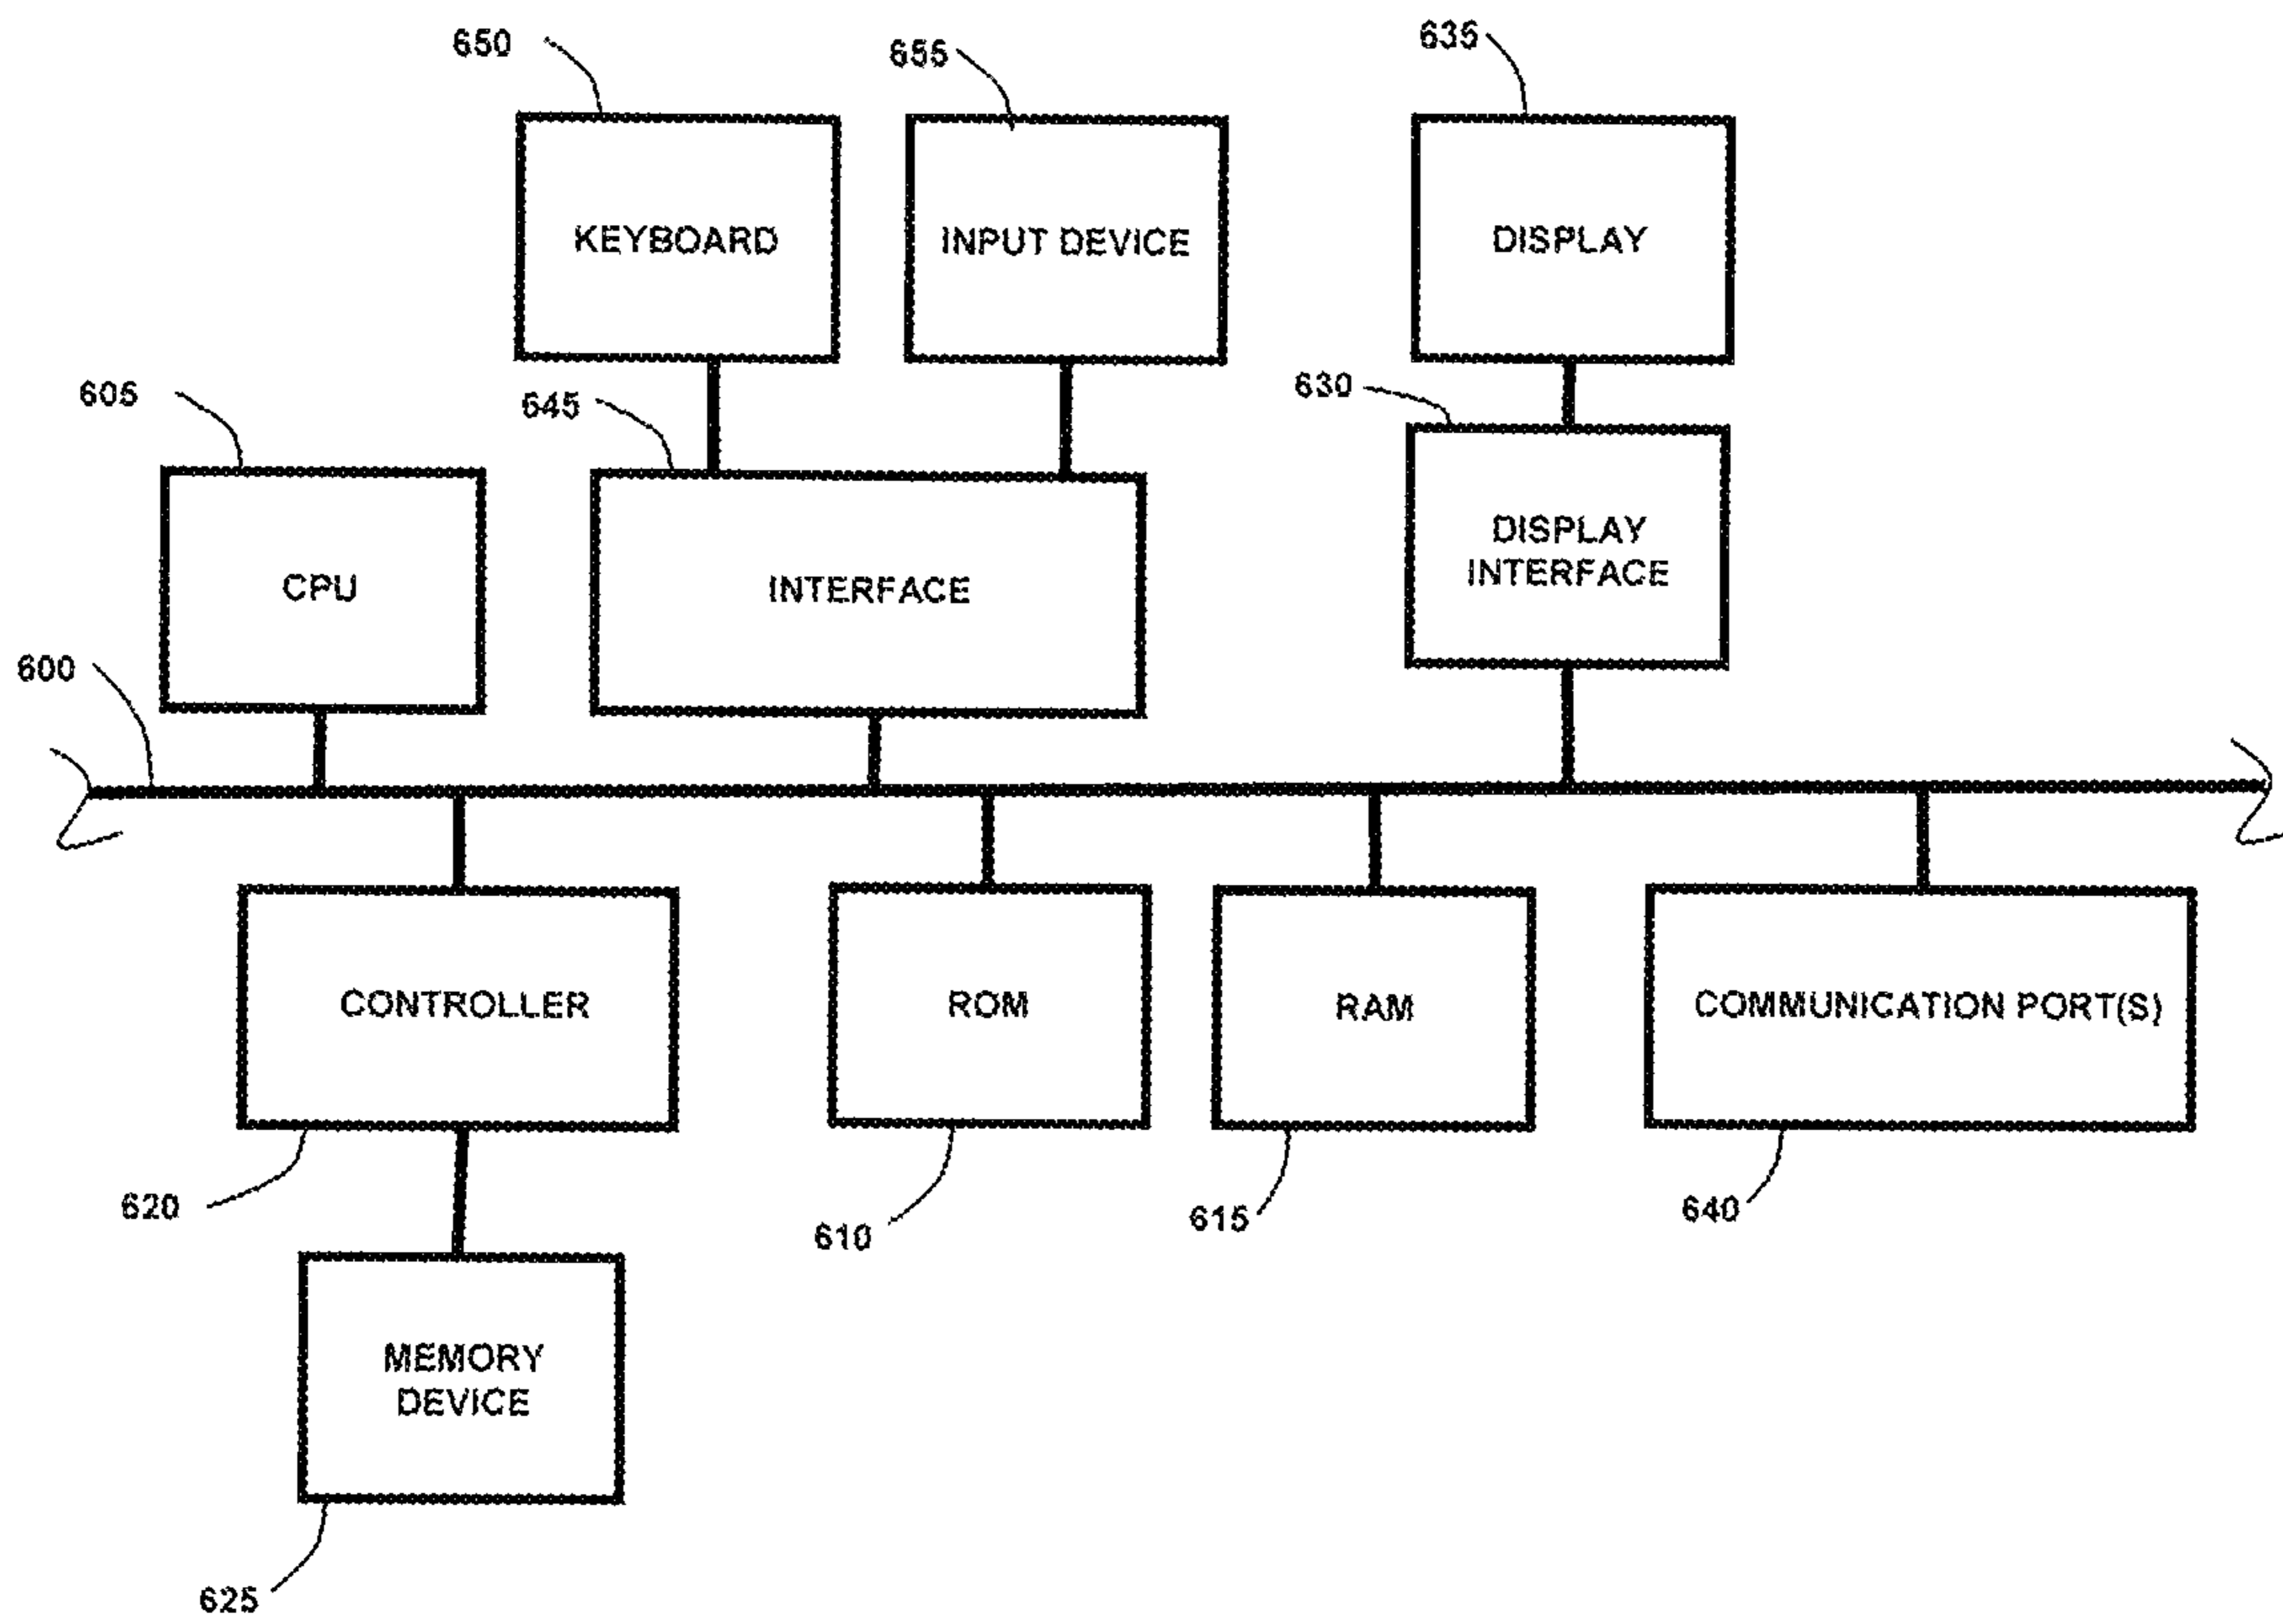 650
655
635
KEYBOARD
INPUT DEVICE
DISPLAY
605
645
630
CPU
INTERFACE
DISPLAY
INTERFACE
600
CONTROLLER
ROM
RAM
COMMUNICATION PORT(S)
620
610
615
640
MEMORY
DEVICE
625